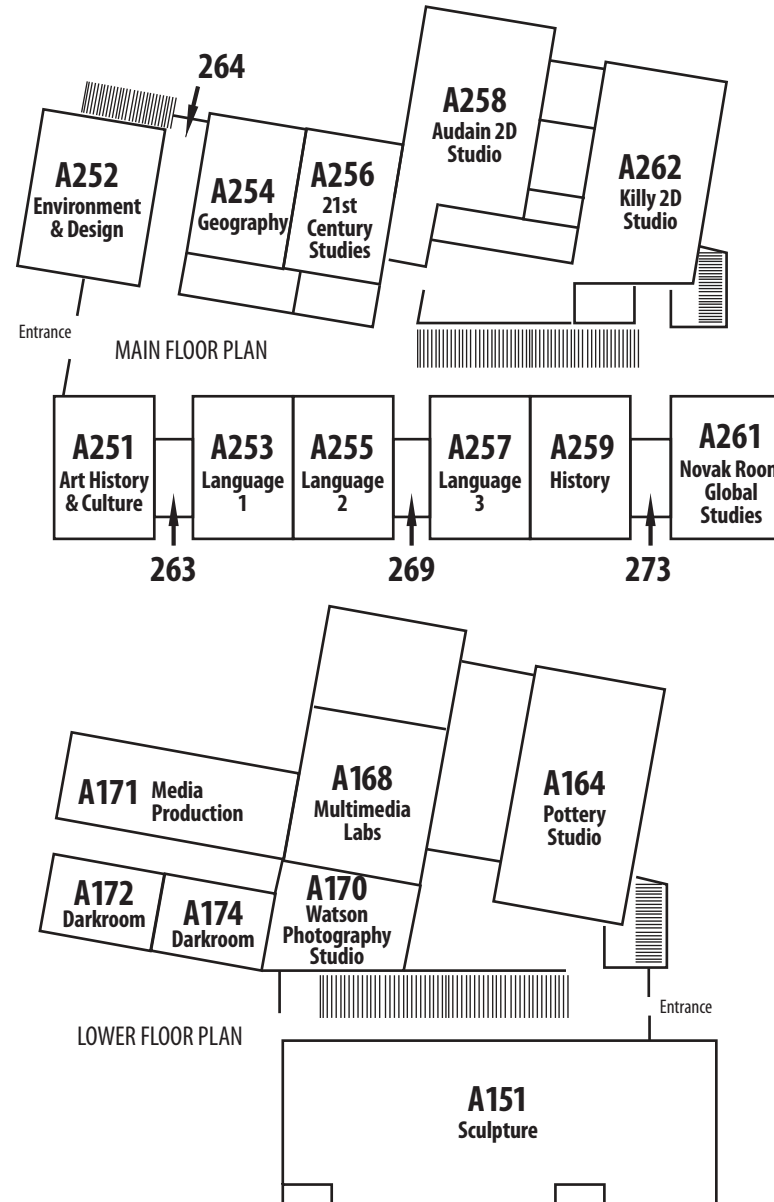 264
A258
Audain 2D
Studio
A262
Killy 2D
Studio
A252
Environment
& Design
A254
Geography
A256
21st
Century
Studies
Entrance
MAIN FLOOR PLAN
A251
Art History
& Culture
A253
Language
1
A255
Language
2
A257
Language
3
A259
History
A261
Novak Room
Global
Studies
263
269
273
A171 Media
Production
A168
Multimedia
Labs
A164
Pottery
Studio
A172
Darkroom
A174
Darkroom
A170
Watson
Photography
Studio
Entrance
LOWER FLOOR PLAN
A151
Sculpture